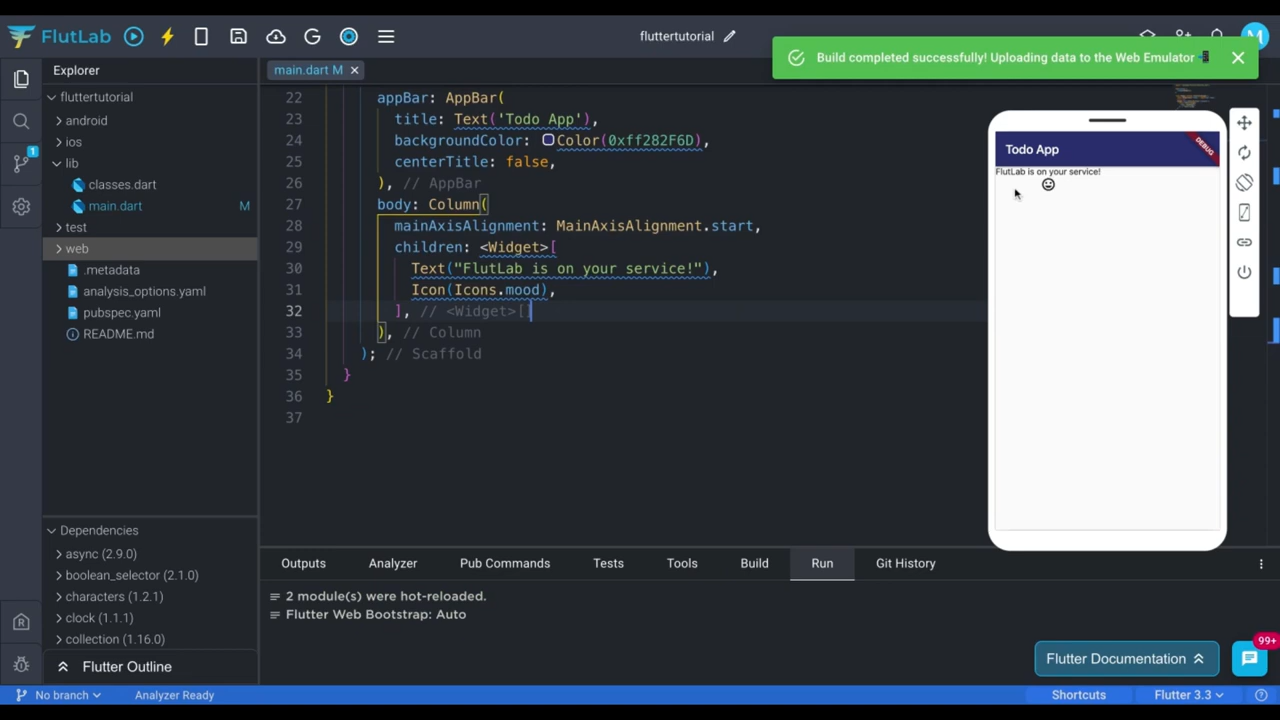 FlutLab
fluttertutorial
M
Build completed successfully! Uploading data to the Web Emulator
Explorer
fluttertutorial
android
ios
lib
classes.dart
main.dart M
test
web
.metadata
analysis_options.yaml
pubspec.yaml
README.md
1
Dependencies
async (2.9.0)
boolean_selector (2.1.0)
characters (1.2.1)
clock (1.1.1)
collection (1.16.0)
Flutter Outline
main.dart M
22 appBar: AppBar(
23 title: Text('Todo App'),
24 backgroundColor: Color(0xff282F6D),
25 centerTitle: false,
26 ), // AppBar
27 body: Column(
28 mainAxisAlignment: MainAxisAlignment.start,
29 children: <Widget>[
30 Text("FlutLab is on your service!"),
31 Icon(Icons.mood),
32 ], // <Widget>[]
33 ), // Column
34 ); // Scaffold
35 }
36 }
37
Todo App
DEBUG
FlutLab is on your service!
Outputs Analyzer Pub Commands Tests Tools Build Run Git History
2 module(s) were hot-reloaded.
Flutter Web Bootstrap: Auto
99+
Flutter Documentation
No branch Analyzer Ready Shortcuts Flutter 3.3